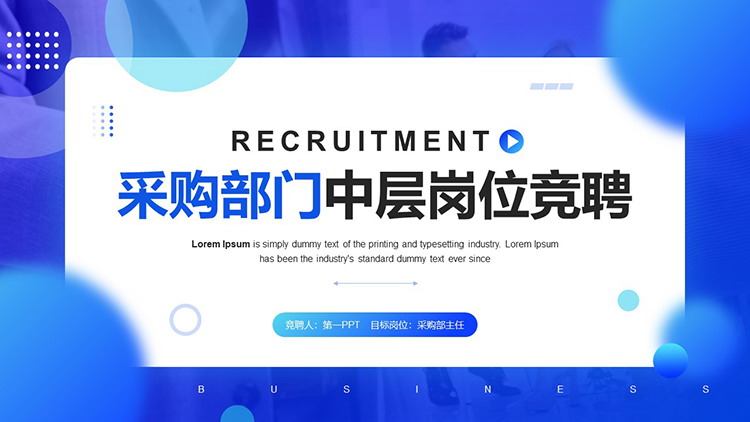 RECRUITMENT
采购部门中层岗位竞聘
Lorem Ipsum is simply dummy text of the printing and typesetting industry. Lorem Ipsum
has been the industry's standard dummy text ever since
竞聘人：第一PPT 目标岗位：采购部主任
BUSINESS